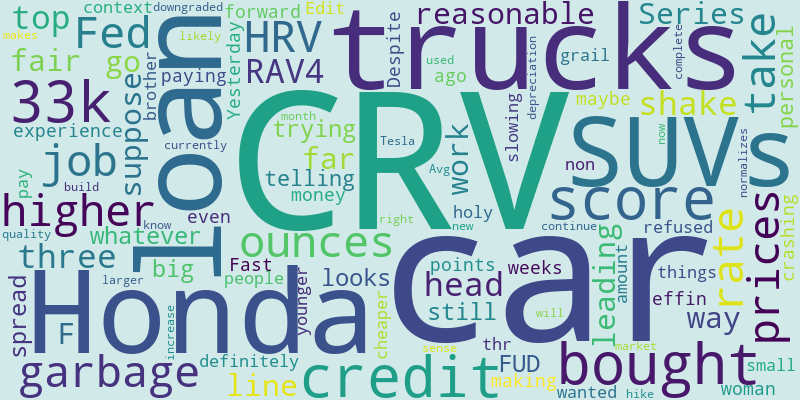 top
context
downgraded
forward
Edit
reasonable
Series
makes
Fed
likely
loan
HRV
Despite
trucks
complete
take
personal
fair
go
brother
paying
Yesterday
RAV4
used
ago
grail
33k
suppose
CRV
month
trying
Tesla
slowing
depreciation
maybe
shake
SUVs
experience
job
currently
far
Avg
work
non
now
normalizes
pay
build
telling
money
holy
score
higher
know
even
right
new
continue
refused
rate
prices
crashing
quality
whatever
ounces
car
leading
three
big
Fast
people
points
weeks
amount
things
spread
Honda
larger
younger
looks
head
effin
way
F
increase
cheaper
still
will
definitely
thr
FUD
sense
market
bought
small
garbage
line
credit
making
wanted
hike
woman